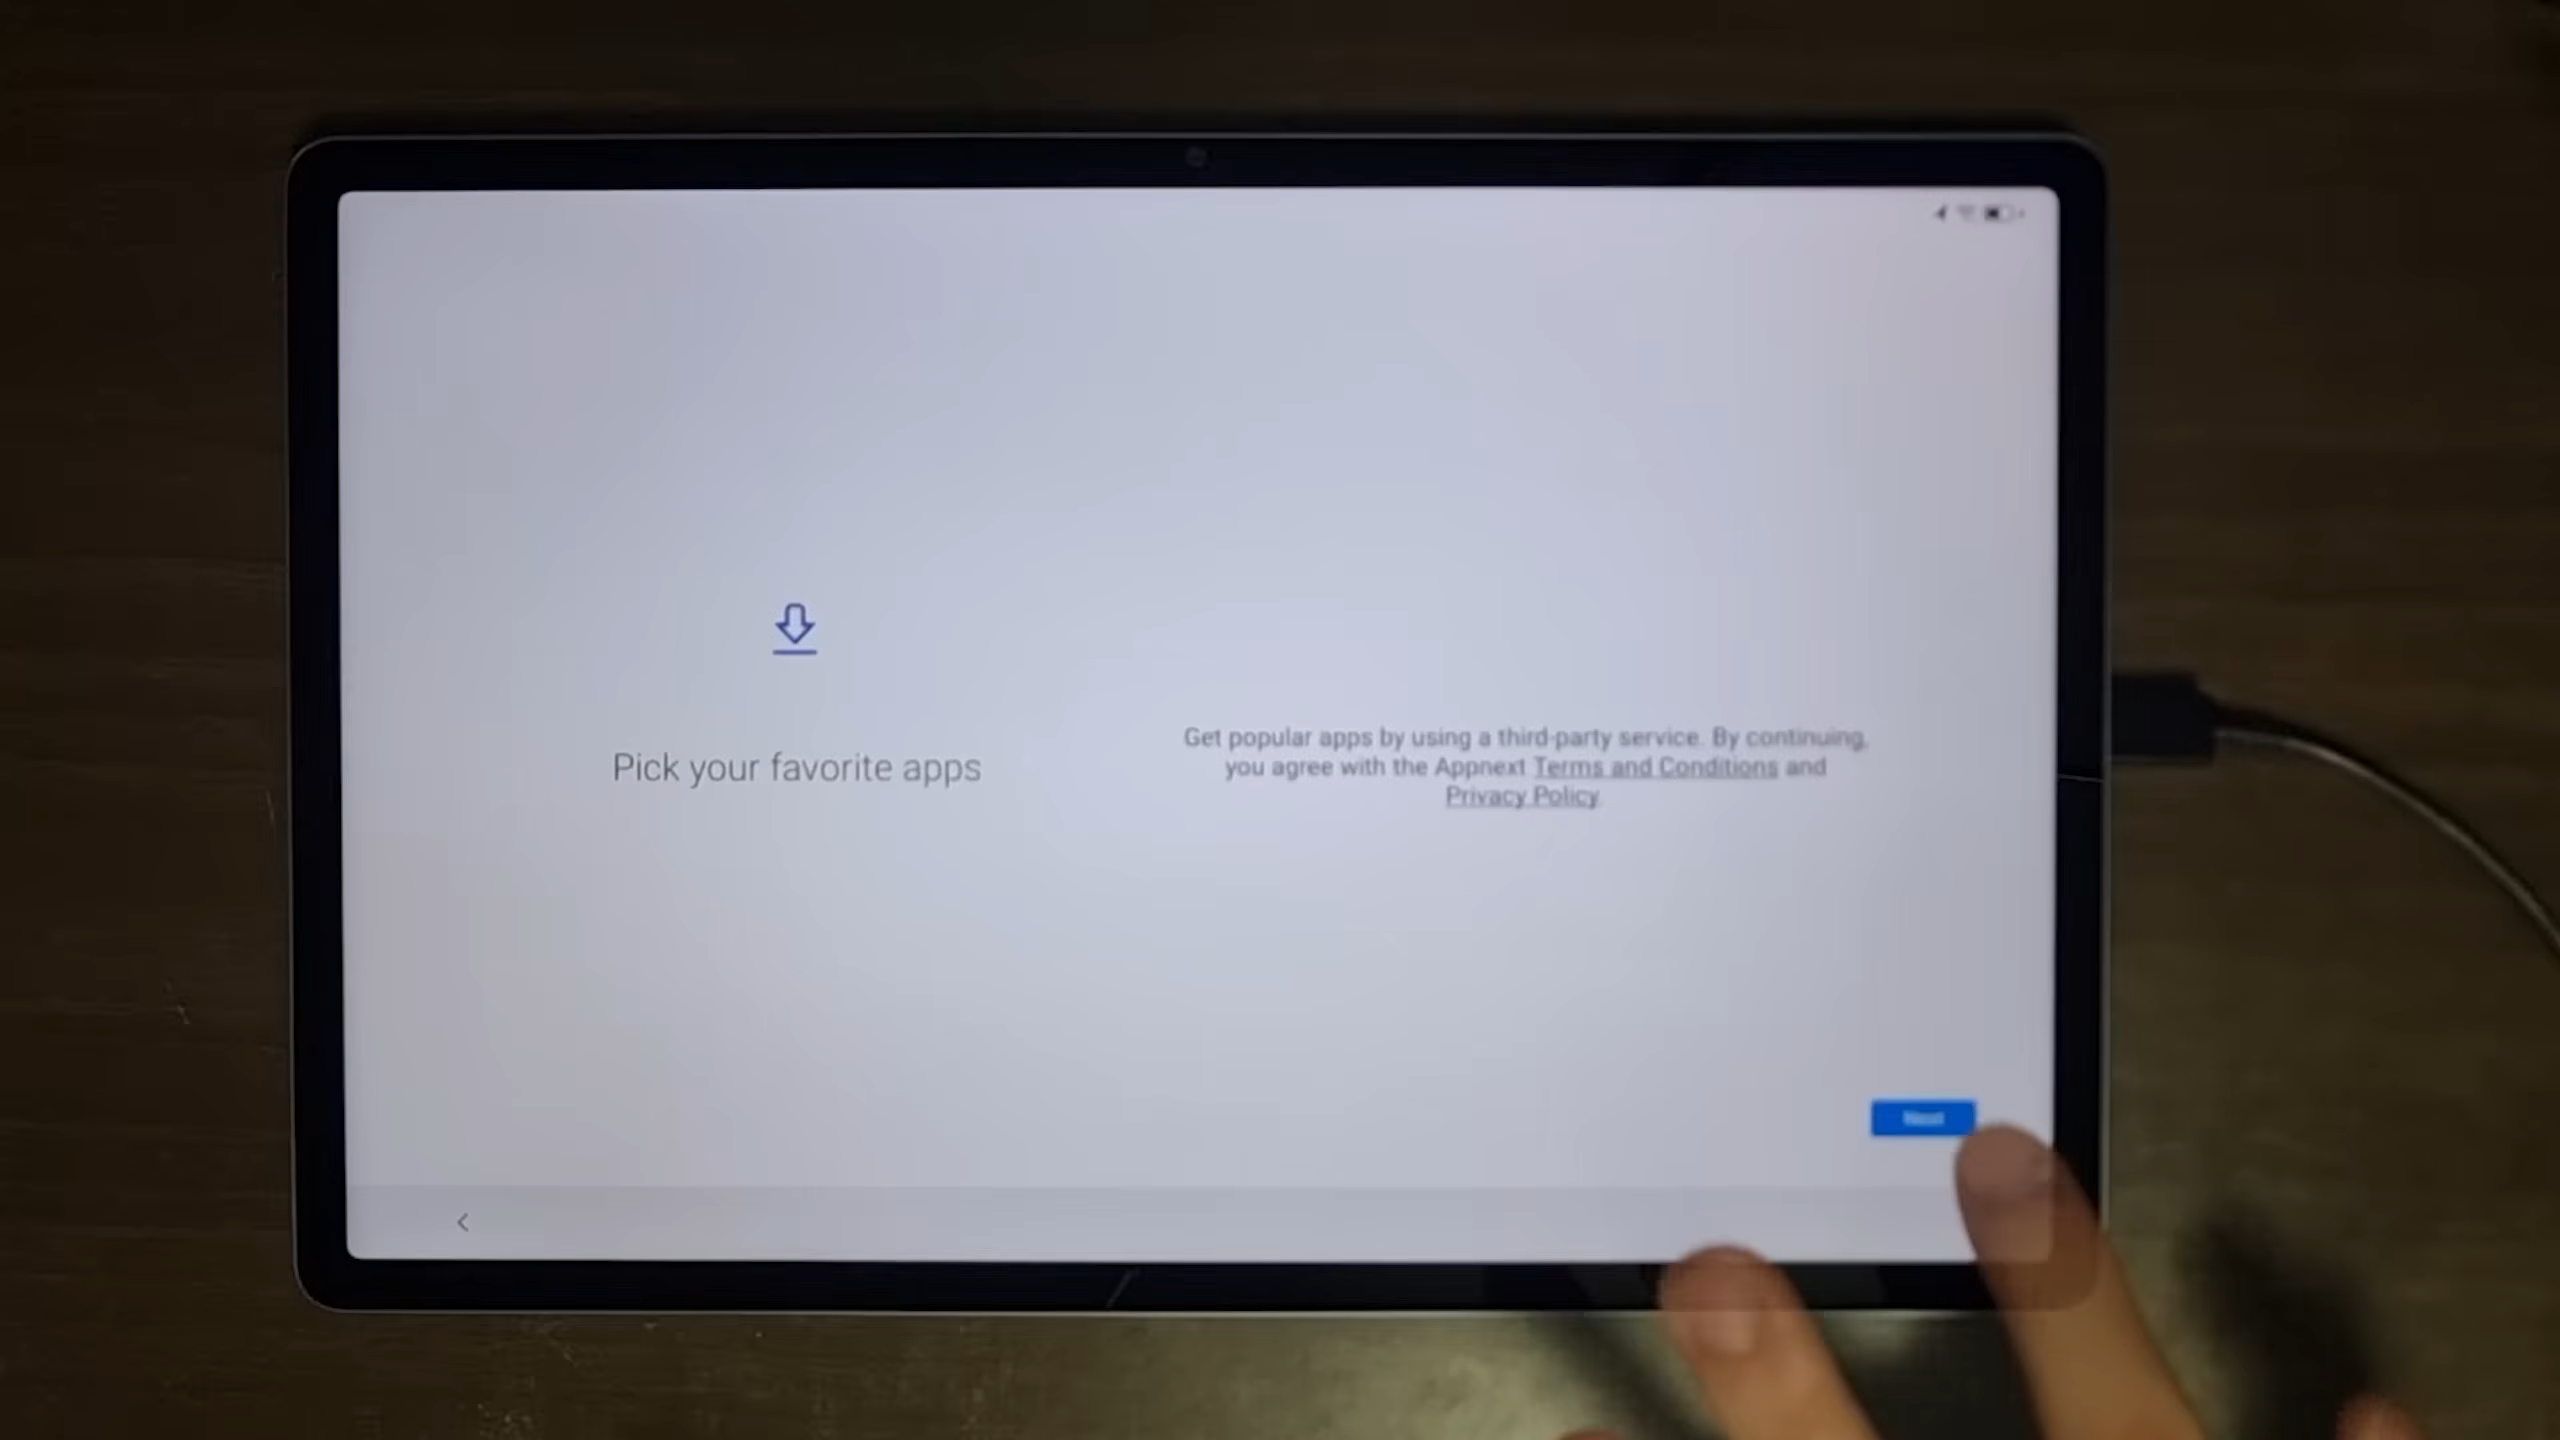 Pick your favorite apps
Get popular apps by using a third-party service. By continuing,
you agree with the Appnext Terms and Conditions and
Privacy Policy.
Next